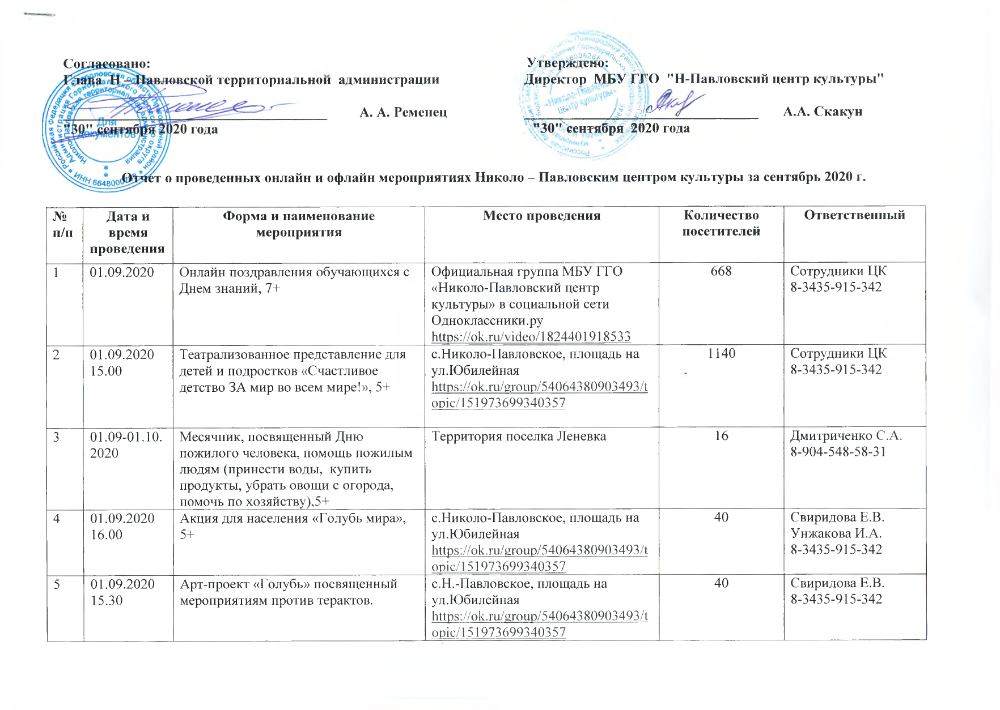 Согласовано:
Глава Н – Павловской территориальной администрации
А. А. Ременец
"30" сентября 2020 года
Для
документов
Утверждено:
Директор МБУ ГГО "Н-Павловский центр культуры"
А.А. Скакун
"30" сентября 2020 года
«Николо-Павловский
центр культуры»
Отчет о проведенных онлайн и офлайн мероприятиях Николо – Павловским центром культуры за сентябрь 2020 г.
№ п/п
Дата и время проведения
Форма и наименование мероприятия
Место проведения
Количество посетителей
Ответственный
1
01.09.2020
Онлайн поздравления обучающихся с
Днем знаний, 7+
Официальная группа МБУ ГГО
«Николо-Павловский центр
культуры» в социальной сети
Одноклассники.ру
https://ok.ru/video/1824401918533
668
Сотрудники ЦК
8-3435-915-342
2
01.09.2020
15.00
Театрализованное представление для
детей и подростков «Счастливое
детство ЗА мир во всем мире!», 5+
с.Николо-Павловское, площадь на
ул.Юбилейная
https://ok.ru/group/54064380903493/t
opic/151973699340357
1140
Сотрудники ЦК
8-3435-915-342
3
01.09-01.10.
2020
Месячник, посвященный Дню
пожилого человека, помощь пожилым
людям (принести воды, купить
продукты, убрать овощи с огорода,
помочь по хозяйству),5+
Территория поселка Леневка
16
Дмитриченко С.А.
8-904-548-58-31
4
01.09.2020
16.00
Акция для населения «Голубь мира»,
5+
с.Николо-Павловское, площадь на
ул.Юбилейная
https://ok.ru/group/54064380903493/t
opic/151973699340357
40
Свиридова Е.В.
Унжакова И.А.
8-3435-915-342
5
01.09.2020
15.30
Арт-проект «Голубь» посвященный
мероприятиям против терактов.
с.Н.-Павловское, площадь на
ул.Юбилейная
https://ok.ru/group/54064380903493/t
opic/151973699340357
40
Свиридова Е.В.
8-3435-915-342